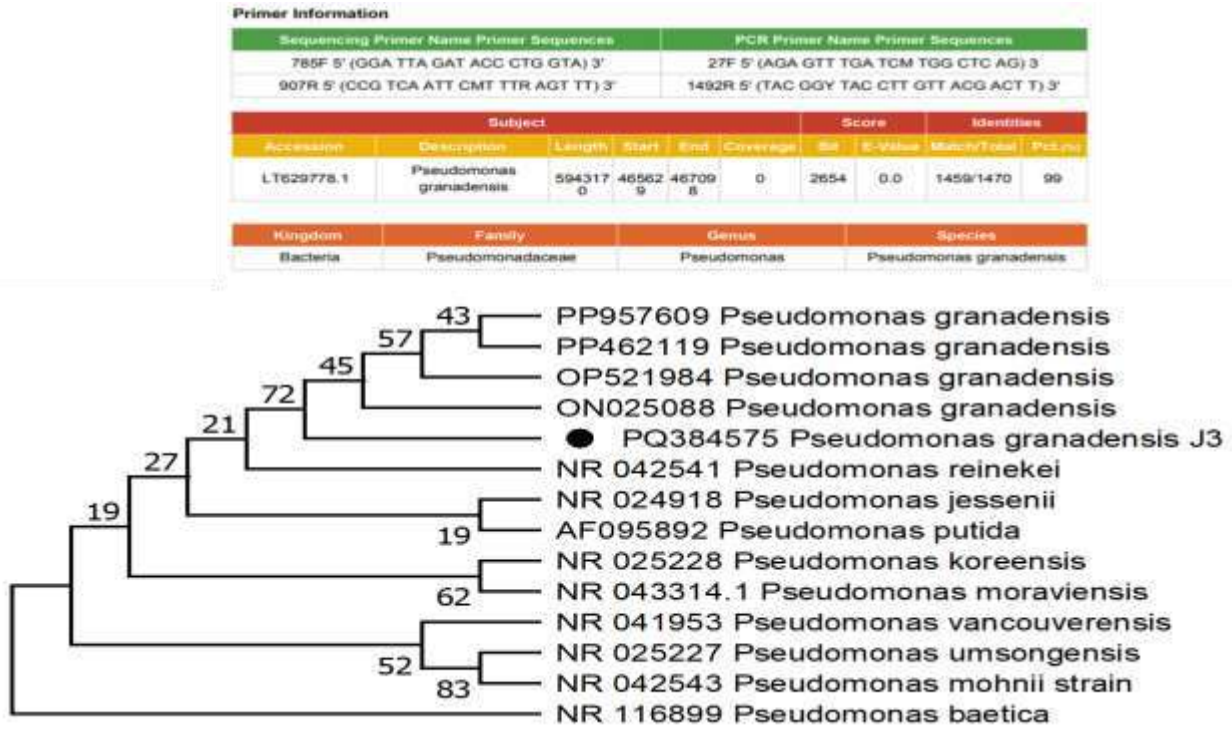 Primer Information
Sequencing Primer Name Primer Sequences PCR Primer Name Primer Sequences
785F 5' (GGA TTA GAT ACC CTG GTA) 3' 27F 5' (AGA GTT TGA TCM TGG CTC AG) 3
907R 5' (CCG TCA ATT CMT TTR AGT TT) 3' 1492R 5' (TAC GGY TAC CTT GTT ACG ACT T) 3'
Subject Score Identities
Accession Description Length Start End Coverage Bit E-Value Match/Total
LT629778.1 Pseudomonas granadensis 594317 46562 46709 0 2654 0.0 1459/1470 99
0 9 8
Kingdom Family Genus Species
Bacteria Pseudomonadaceae Pseudomonas Pseudomonas granadensis
43 PP957609 Pseudomonas granadensis
57 PP462119 Pseudomonas granadensis
45 OP521984 Pseudomonas granadensis
72 ON025088 Pseudomonas granadensis
21 PQ384575 Pseudomonas granadensis J3
27 NR 042541 Pseudomonas reinekei
19 NR 024918 Pseudomonas jessenii
19 AF095892 Pseudomonas putida
NR 025228 Pseudomonas koreensis
62 NR 043314.1 Pseudomonas moraviensis
NR 041953 Pseudomonas vancouverensis
52 NR 025227 Pseudomonas umsongensis
83 NR 042543 Pseudomonas mohnii strain
NR 116899 Pseudomonas baetica